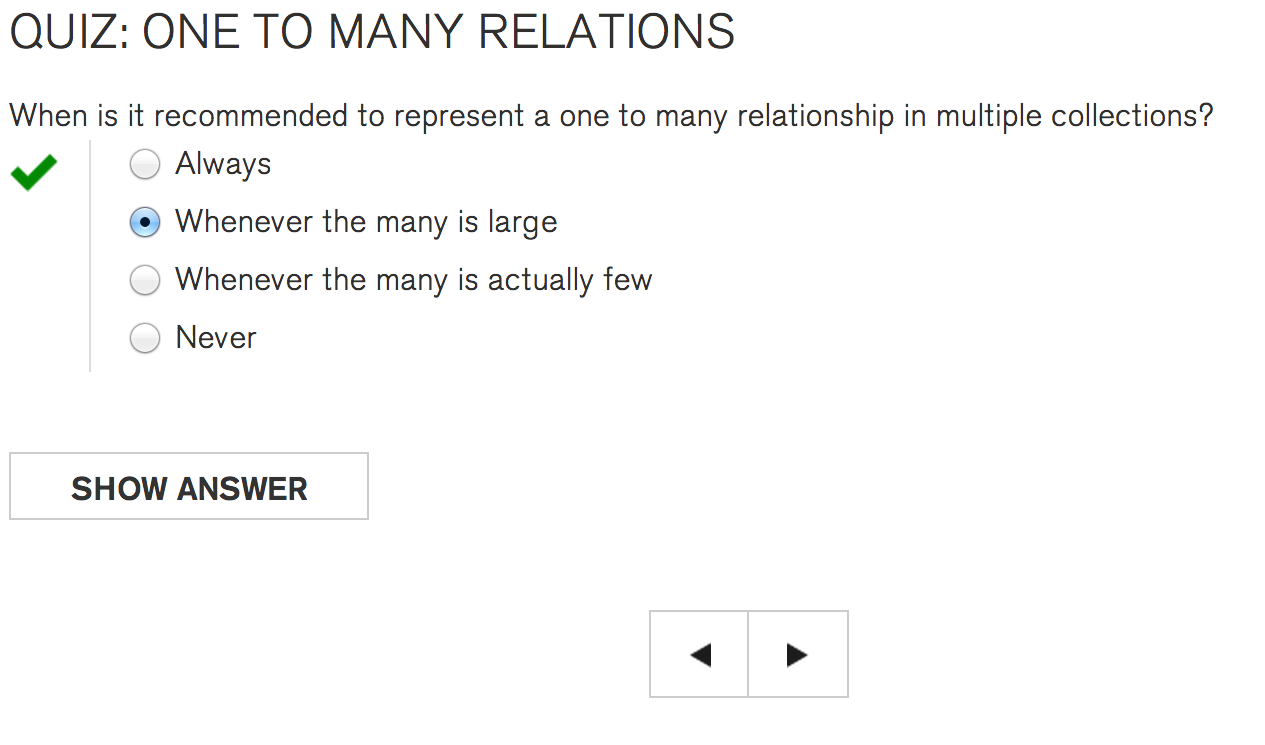 QUIZ: ONE TO MANY RELATIONS
When is it recommended to represent a one to many relationship in multiple collections?
Always
Whenever the many is large
Whenever the many is actually few
Never
SHOW ANSWER